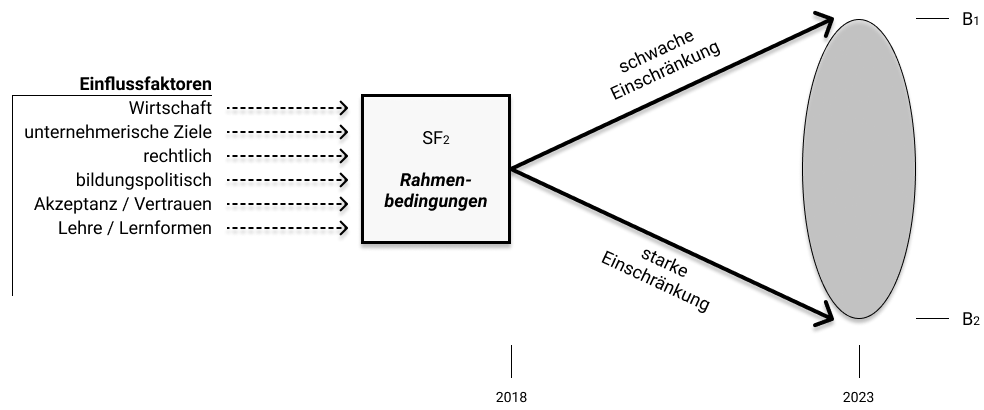 B1
schwache
Einschränkung
Einflussfaktoren
Wirtschaft
unternehmerische Ziele
rechtlich
bildungspolitisch
Akzeptanz / Vertrauen
Lehre / Lernformen
SF2
Rahmen-
bedingungen
starke
Einschränkung
B2
2018
2023